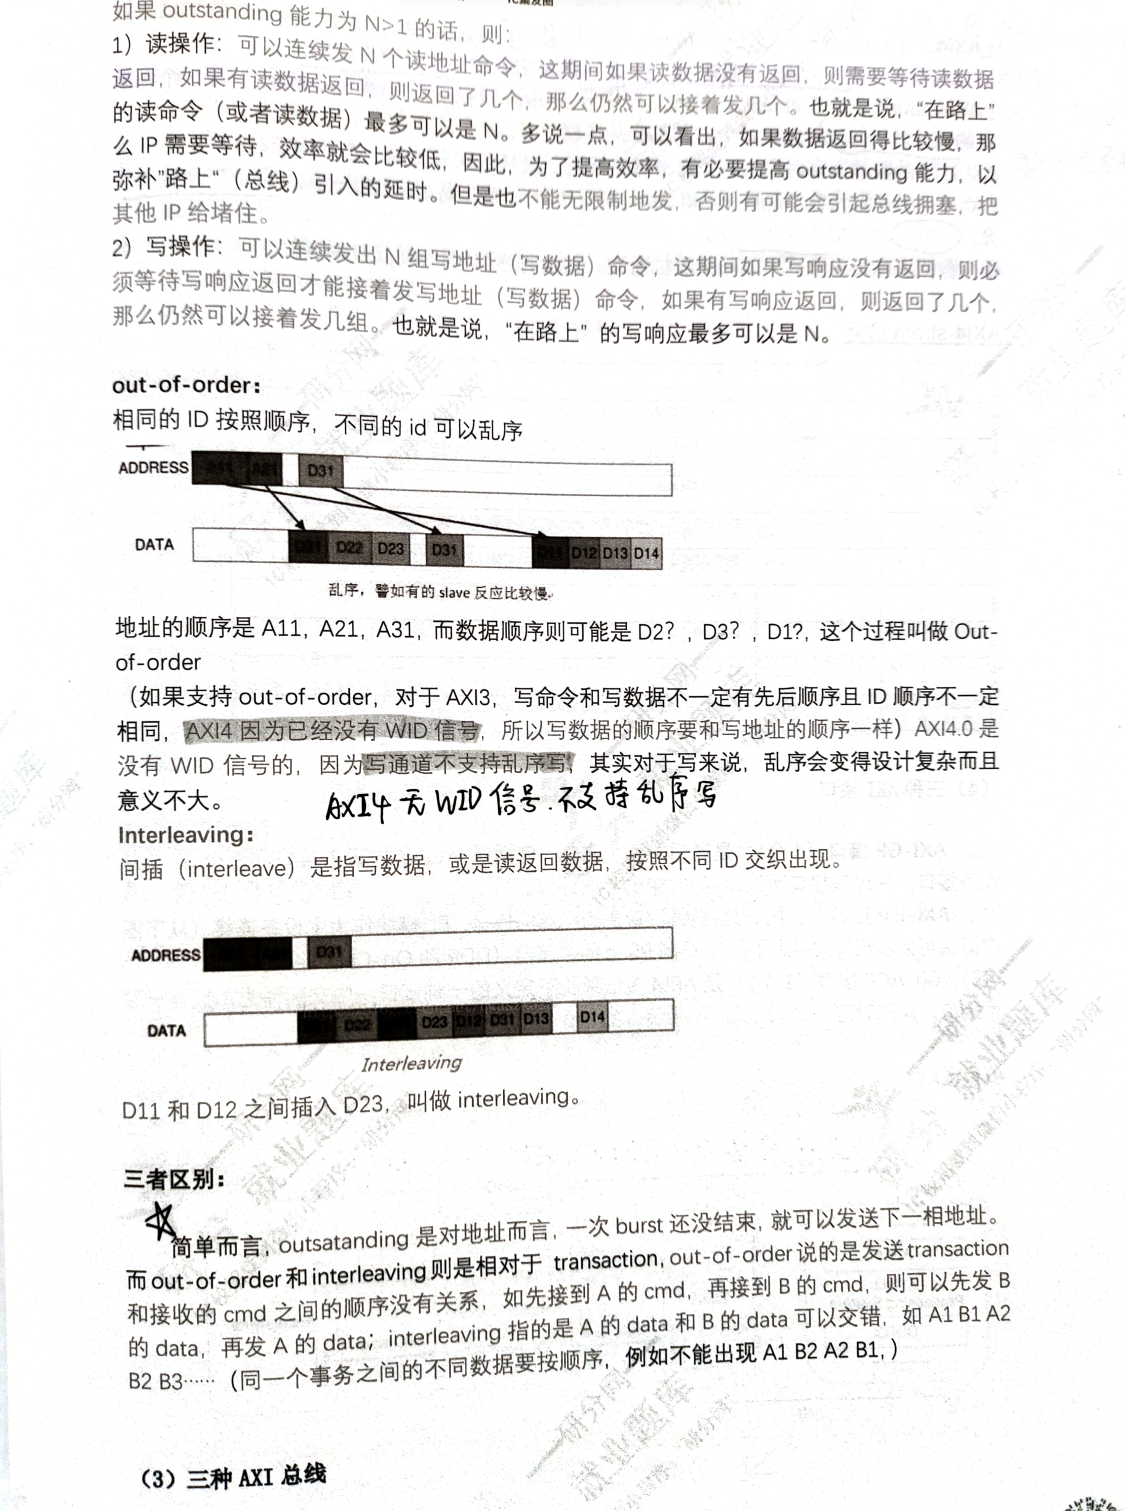 如果 outstanding 能力为 N>1 的话，则：
1）读操作：可以连续发 N 个读地址命令，这期间如果读数据没有返回，则需要等待读数据
返回，如果有读数据返回，则返回了几个，那么仍然可以接着发几个。也就是说，“在路上”
的读命令（或者读数据）最多可以是 N。多说一点，可以看出，如果数据返回得比较慢，那
么 IP 需要等待，效率就会比较低，因此，为了提高效率，有必要提高 outstanding 能力，以
弥补”路上“（总线）引入的延时。但是也不能无限制地发，否则有可能会引起总线拥塞，把
其他 IP 给堵住。
2）写操作：可以连续发出 N 组写地址（写数据）命令，这期间如果写响应没有返回，则必
须等待写响应返回才能接着发写地址（写数据）命令，如果有写响应返回，则返回了几个，
那么仍然可以接着发几组。也就是说，“在路上” 的写响应最多可以是 N。
out-of-order：
相同的 ID 按照顺序，不同的 id 可以乱序
ADDRESS A11 A21 D31
DATA D21 D22 D23 D31 D11 D12 D13 D14
乱序，譬如有的 slave 反应比较慢。
地址的顺序是 A11, A21, A31, 而数据顺序则可能是 D2？, D3？, D1?, 这个过程叫做 Out-
of-order
（如果支持 out-of-order，对于 AXI3，写命令和写数据不一定有先后顺序且 ID 顺序不一定
相同，AXI4 因为已经没有 WID 信号，所以写数据的顺序要和写地址的顺序一样）AXI4.0 是
没有 WID 信号的，因为写通道不支持乱序写，其实对于写来说，乱序会变得设计复杂而且
意义不大。
AXI4 无 WID 信号.不支持乱序写
Interleaving：
间插（interleave）是指写数据，或是读返回数据，按照不同 ID 交织出现。
ADDRESS D31
DATA D22 D23 D12 D31 D13 D14
Interleaving
D11 和 D12 之间插入 D23，叫做 interleaving。
三者区别：
简单而言，outsatanding 是对地址而言，一次 burst 还没结束，就可以发送下一相地址。
而 out-of-order 和 interleaving 则是相对于 transaction，out-of-order 说的是发送 transaction
和接收的 cmd 之间的顺序没有关系，如先接到 A 的 cmd，再接到 B 的 cmd，则可以先发 B
的 data，再发 A 的 data；interleaving 指的是 A 的 data 和 B 的 data 可以交错，如 A1 B1 A2
B2 B3……（同一个事务之间的不同数据要按顺序，例如不能出现 A1 B2 A2 B1,）
（3）三种 AXI 总线